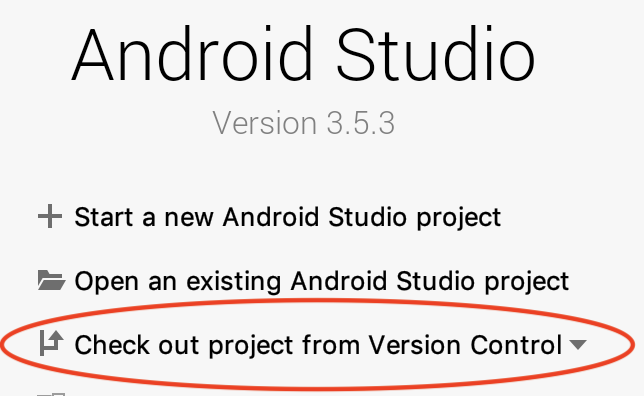 Android Studio
Version 3.5.3
Start a new Android Studio project
Open an existing Android Studio project
Check out project from Version Control